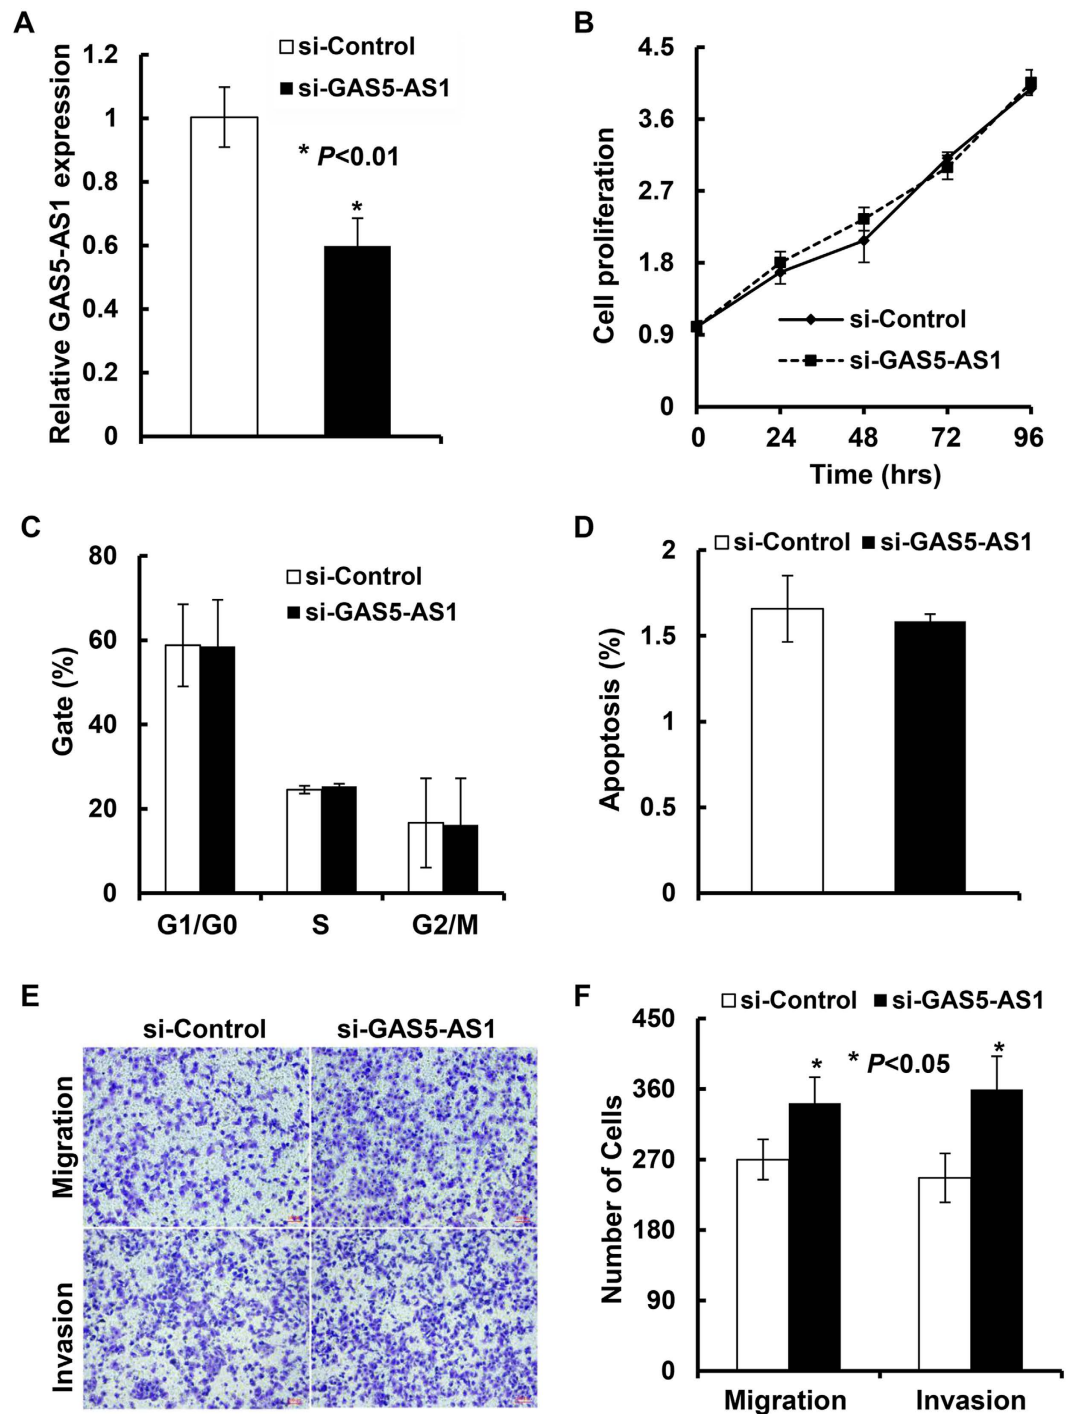 A
Relative GAS5-AS1 expression
1.2
1
0.8
0.6
0.4
0.2
0
si-Control
si-GAS5-AS1
* P<0.01
*
B
Cell proliferation
4.5
3.6
2.7
1.8
0.9
0
si-Control
si-GAS5-AS1
0 24 48 72 96
Time (hrs)
C
Gate (%)
80
60
40
20
0
si-Control
si-GAS5-AS1
G1/G0 S G2/M
D
Apoptosis (%)
2
1.5
1
0.5
0
si-Control si-GAS5-AS1
E
si-Control si-GAS5-AS1
Migration
Invasion
F
Number of Cells
si-Control si-GAS5-AS1
450
360
270
180
90
0
* * P<0.05 *
Migration Invasion